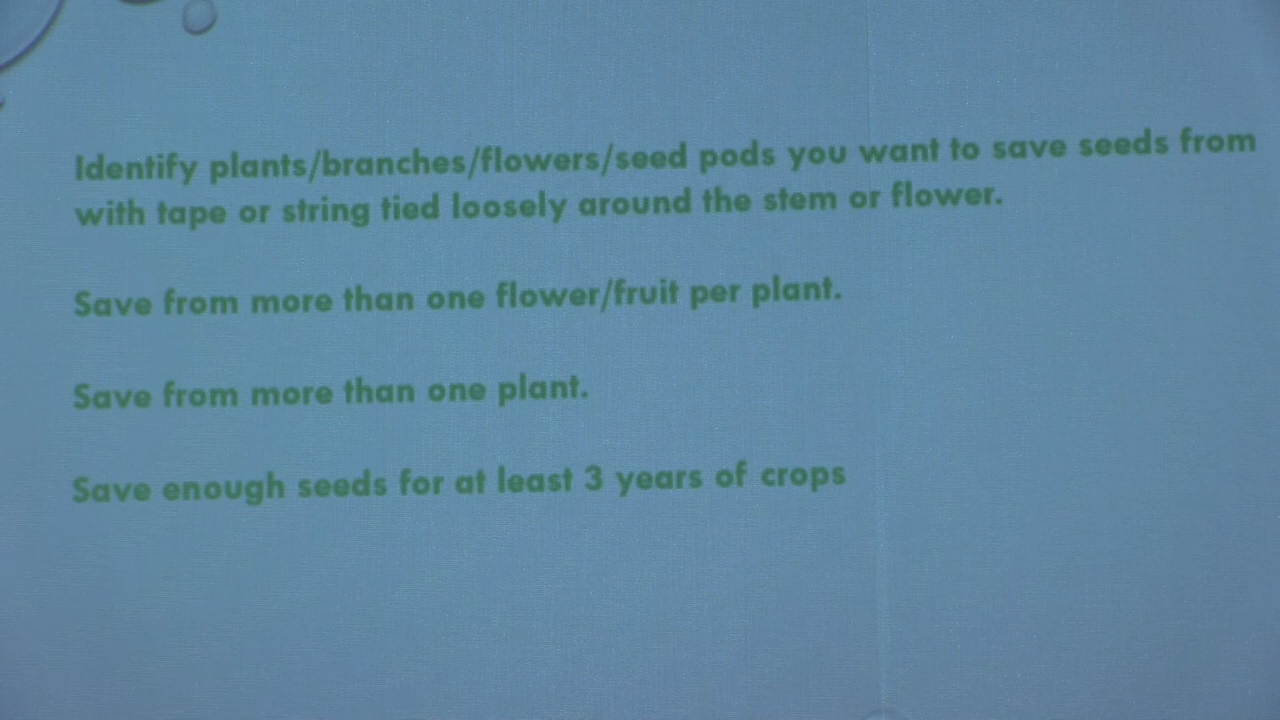 Identify plants/branches/flowers/seed pods you want to save seeds from
with tape or string tied loosely around the stem or flower.
Save from more than one flower/fruit per plant.
Save from more than one plant.
Save enough seeds for at least 3 years of crops